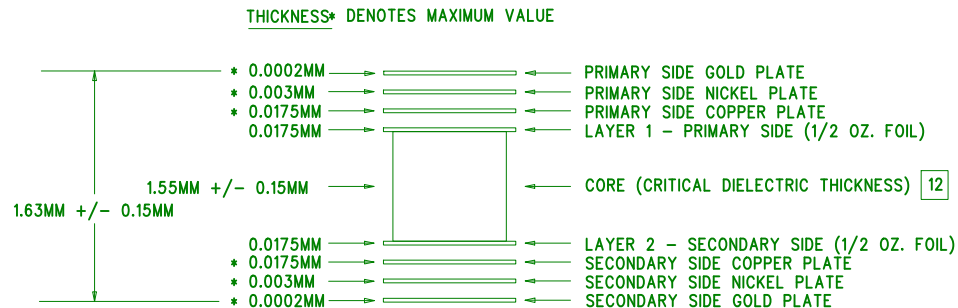 THICKNESS* DENOTES MAXIMUM VALUE
* 0.0002MM PRIMARY SIDE GOLD PLATE
* 0.003MM PRIMARY SIDE NICKEL PLATE
* 0.0175MM PRIMARY SIDE COPPER PLATE
0.0175MM LAYER 1 – PRIMARY SIDE (1/2 OZ. FOIL)
1.55MM +/– 0.15MM CORE (CRITICAL DIELECTRIC THICKNESS) 12
1.63MM +/– 0.15MM
0.0175MM LAYER 2 – SECONDARY SIDE (1/2 OZ. FOIL)
* 0.0175MM SECONDARY SIDE COPPER PLATE
* 0.003MM SECONDARY SIDE NICKEL PLATE
* 0.0002MM SECONDARY SIDE GOLD PLATE